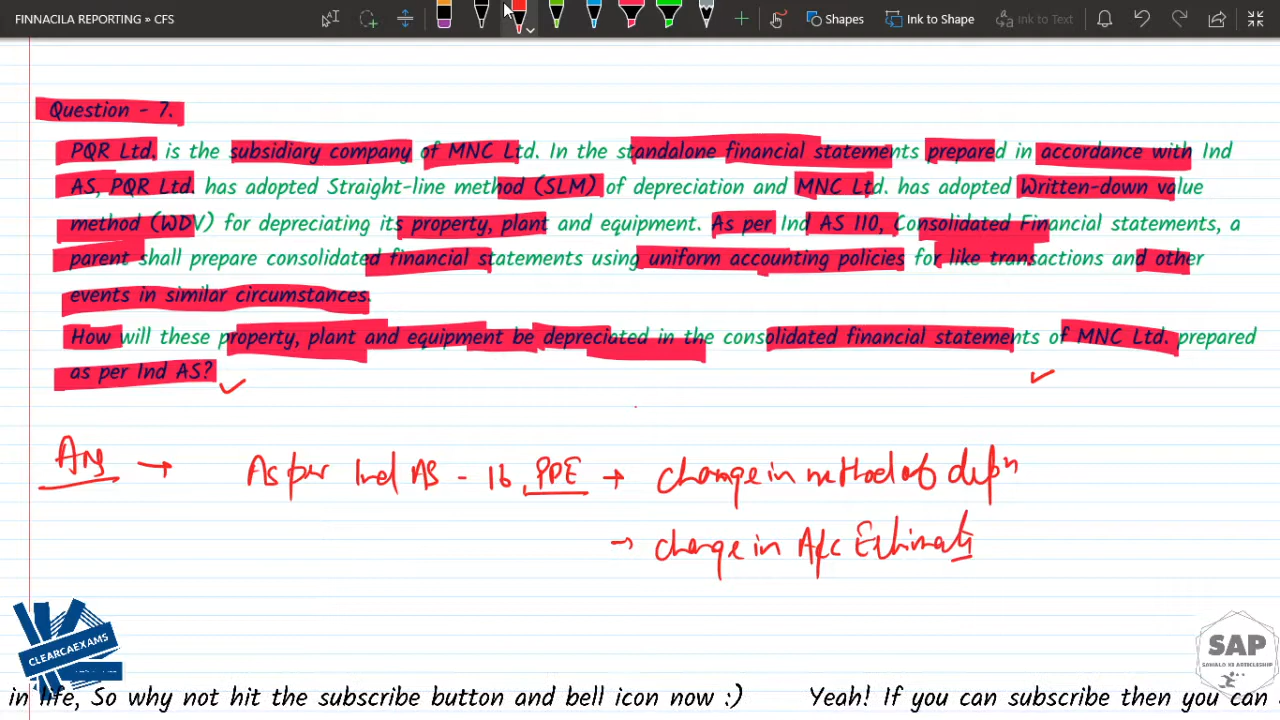 FINNACILA REPORTING » CFS
Shapes
Ink to Shape
Ink to Text
Question - 7.
PQR Ltd. is the subsidiary company of MNC Ltd. In the standalone financial statements prepared in accordance with Ind
AS, PQR Ltd. has adopted Straight-line method (SLM) of depreciation and MNC Ltd. has adopted Written-down value
method (WDV) for depreciating its property, plant and equipment. As per Ind AS 110, Consolidated Financial statements, a
parent shall prepare consolidated financial statements using uniform accounting policies for like transactions and other
events in similar circumstances.
How will these property, plant and equipment be depreciated in the consolidated financial statements of MNC Ltd. prepared
as per Ind AS?
Ans → As per Ind AS - 16, PPE → change in method of depn
→ change in A/c Estimate
CLEARCAEXAMS
SAP
SAWALO KE ARTICLESHIP
in life, So why not hit the subscribe button and bell icon now :) Yeah! If you can subscribe then you can